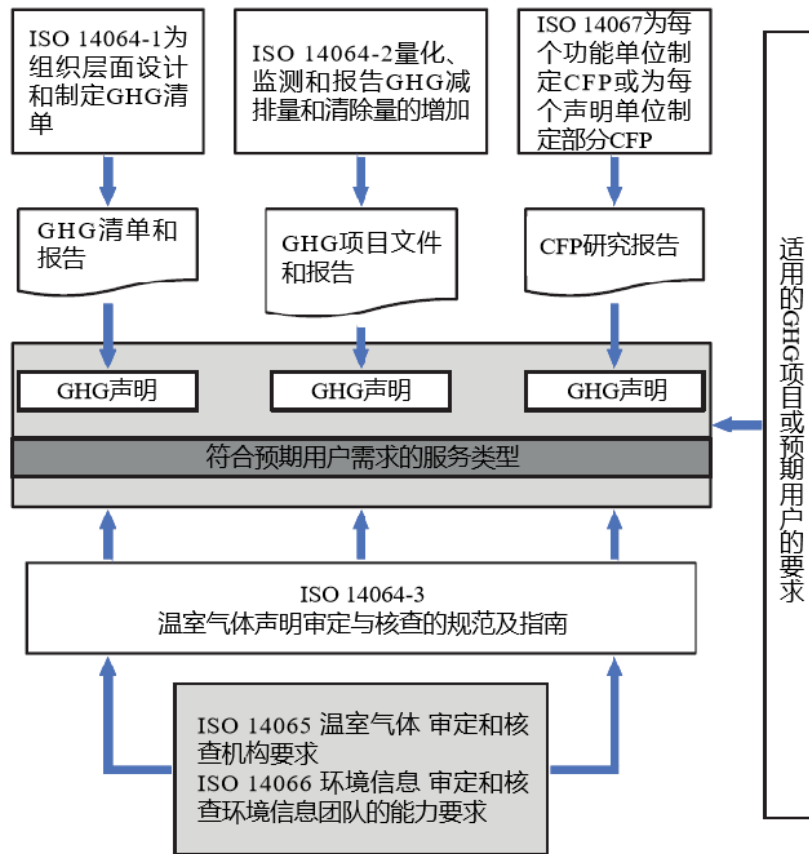 ISO 14064-1为
组织层面设计
和制定GHG清
单
ISO 14064-2量化、
监测和报告GHG减
排量和清除量的增加
ISO 14067为每
个功能单位制
定CFP或为每
个声明单位制
定部分CFP
GHG清单和
报告
GHG项目文件
和报告
CFP研究报告
GHG声明
GHG声明
GHG声明
符合预期用户需求的服务类型
适用的GHG项目或预期用户的要求
ISO 14064-3
温室气体声明审定与核查的规范及指南
ISO 14065 温室气体 审定和核
查机构要求
ISO 14066 环境信息 审定和核
查环境信息团队的能力要求